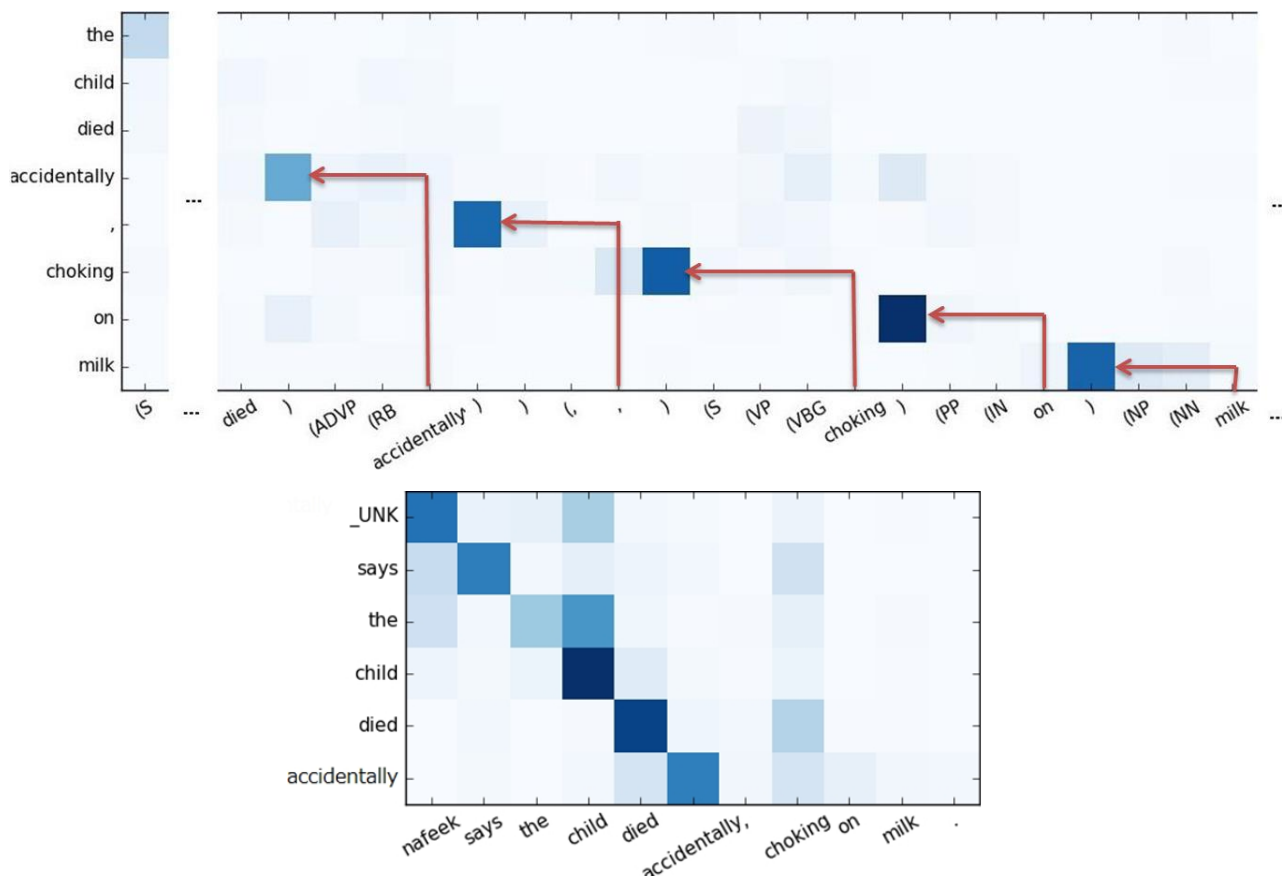 the
child
died
accidentally
,
choking
on
milk
...
...
(S ... died ) (ADVP (RB accidentally ) ) (, , ) (S (VP (VBG choking ) (PP (IN on ) (NP (NN milk ...
_UNK
says
the
child
died
accidentally
nafeek says the child died accidentally, choking on milk .